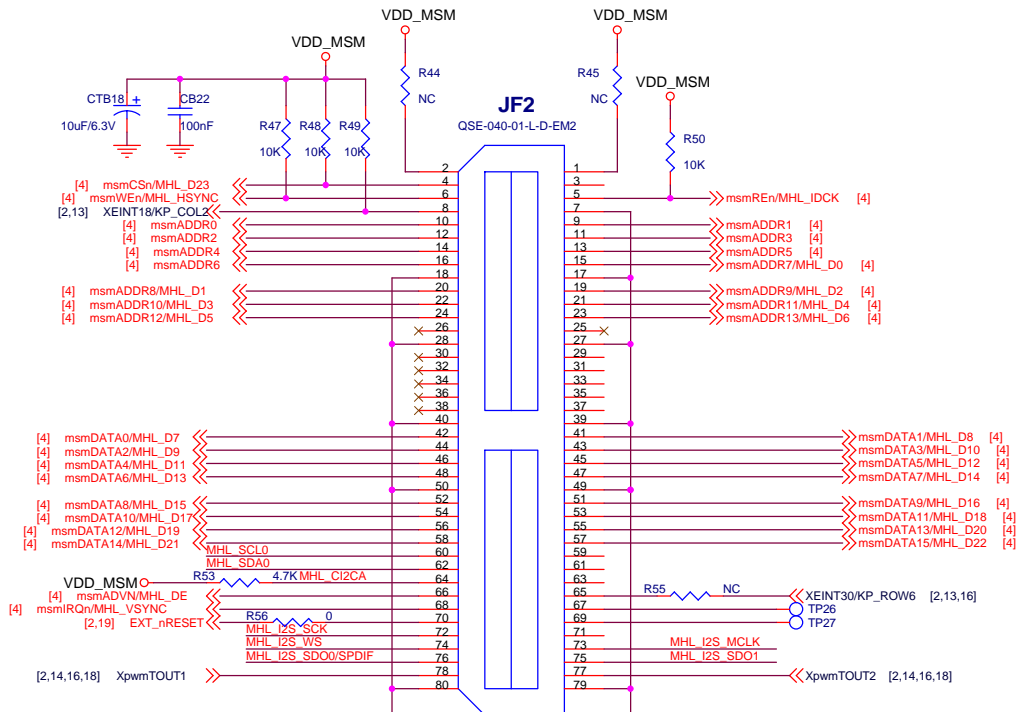 VDD_MSM VDD_MSM
VDD_MSM
R44 R45
VDD_MSM
NC NC
CTB18 + CB22
JF2
10uF/6.3V 100nF
R47 R48 R49
QSE-040-01-L-D-EM2
R50
10K 10K 10K
10K
2 1
[4] msmCSn/MHL_D23 4 3
[4] msmWEn/MHL_HSYNC 6 5 msmREn/MHL_IDCK [4]
[2,13] XEINT18/KP_COL2 8 7
[4] msmADDR0 10 9 msmADDR1 [4]
[4] msmADDR2 12 11 msmADDR3 [4]
[4] msmADDR4 14 13 msmADDR5 [4]
[4] msmADDR6 16 15 msmADDR7/MHL_D0 [4]
18 17
[4] msmADDR8/MHL_D1 20 19 msmADDR9/MHL_D2 [4]
[4] msmADDR10/MHL_D3 22 21 msmADDR11/MHL_D4 [4]
[4] msmADDR12/MHL_D5 24 23 msmADDR13/MHL_D6 [4]
26 25
28 27
30 29
32 31
34 33
36 35
38 37
40 39
[4] msmDATA0/MHL_D7 42 41 msmDATA1/MHL_D8 [4]
[4] msmDATA2/MHL_D9 44 43 msmDATA3/MHL_D10 [4]
[4] msmDATA4/MHL_D11 46 45 msmDATA5/MHL_D12 [4]
[4] msmDATA6/MHL_D13 48 47 msmDATA7/MHL_D14 [4]
50 49
[4] msmDATA8/MHL_D15 52 51 msmDATA9/MHL_D16 [4]
[4] msmDATA10/MHL_D17 54 53 msmDATA11/MHL_D18 [4]
[4] msmDATA12/MHL_D19 56 55 msmDATA13/MHL_D20 [4]
[4] msmDATA14/MHL_D21 58 57 msmDATA15/MHL_D22 [4]
MHL_SCL0 60 59
MHL_SDA0 62 61
VDD_MSM R53 4.7K MHL_CI2CA 64 63
[4] msmADVN/MHL_DE 66 65 R55 NC XEINT30/KP_ROW6 [2,13,16]
[4] msmIRQn/MHL_VSYNC 68 67 TP26
[2,19] EXT_nRESET R56 0 70 69 TP27
MHL_I2S_SCK 72 71
MHL_I2S_WS 74 73 MHL_I2S_MCLK
MHL_I2S_SDO0/SPDIF 76 75 MHL_I2S_SDO1
[2,14,16,18] XpwmTOUT1 78 77 XpwmTOUT2 [2,14,16,18]
80 79